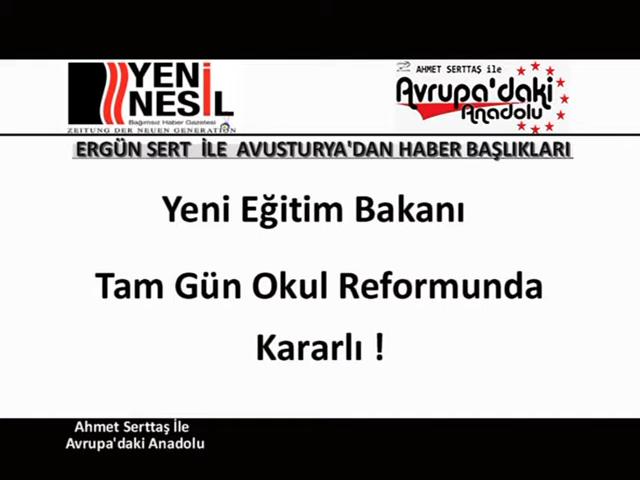 YENİ
NESİL
Bağımsız Haber Gazetesi
ZEITUNG DER NEUEN GENERATION
AHMET SERTTAŞ ile
Avrupa'daki
Anadolu
ERGÜN SERT İLE AVUSTURYA'DAN HABER BAŞLIKLARI
Yeni Eğitim Bakanı
Tam Gün Okul Reformunda
Kararlı !
Ahmet Serttaş İle
Avrupa'daki Anadolu